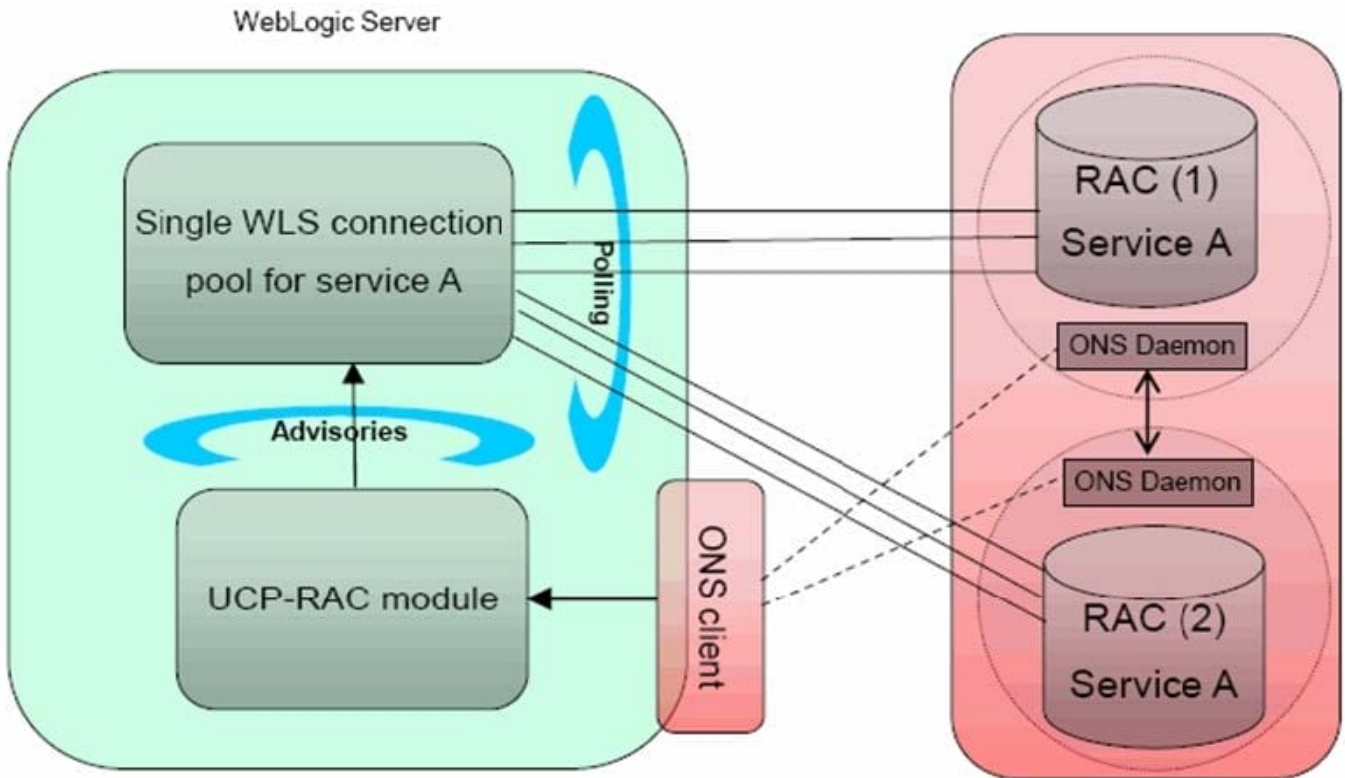 WebLogic Server
Single WLS connection
pool for service A
Polling
Advisories
UCP-RAC module
ONS client
RAC (1)
Service A
ONS Daemon
ONS Daemon
RAC (2)
Service A